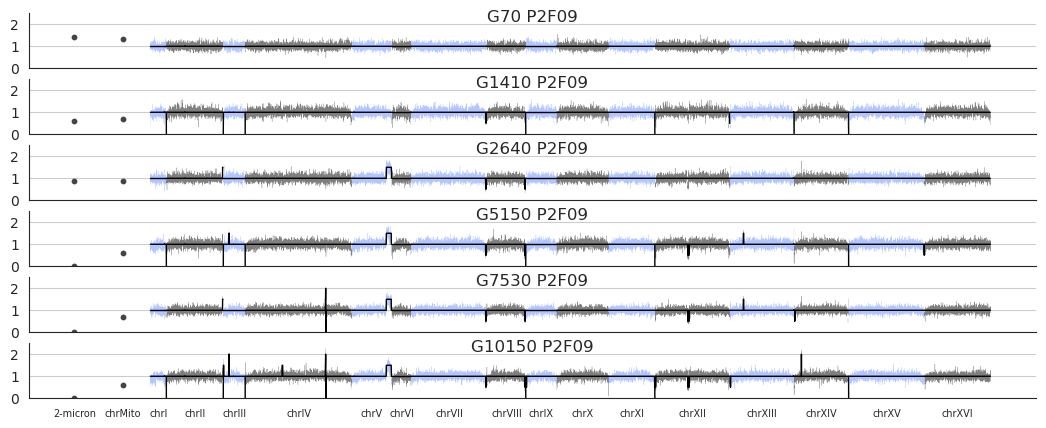 G70 P2F09
2
1
0
G1410 P2F09
2
1
0
G2640 P2F09
2
1
0
G5150 P2F09
2
1
0
G7530 P2F09
2
1
0
G10150 P2F09
2
1
0
2-micron chrMito chrI chrII chrIII chrIV chrV chrVI chrVII chrVIII chrIX chrX chrXI chrXII chrXIII chrXIV chrXV chrXVI